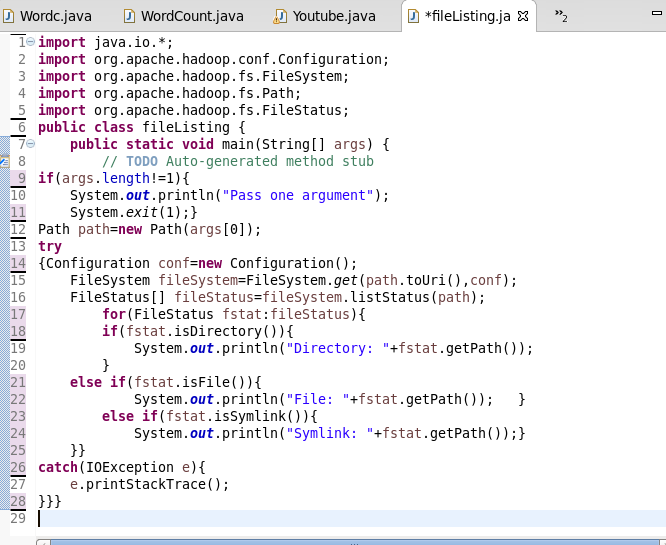 Wordc.java WordCount.java Youtube.java *fileListing.ja »2
1 import java.io.*;
2 import org.apache.hadoop.conf.Configuration;
3 import org.apache.hadoop.fs.FileSystem;
4 import org.apache.hadoop.fs.Path;
5 import org.apache.hadoop.fs.FileStatus;
6 public class fileListing {
7     public static void main(String[] args) {
8         // TODO Auto-generated method stub
9 if(args.length!=1){
10     System.out.println("Pass one argument");
11     System.exit(1);}
12 Path path=new Path(args[0]);
13 try
14 {Configuration conf=new Configuration();
15     FileSystem fileSystem=FileSystem.get(path.toUri(),conf);
16     FileStatus[] fileStatus=fileSystem.listStatus(path);
17         for(FileStatus fstat:fileStatus){
18         if(fstat.isDirectory()){
19             System.out.println("Directory: "+fstat.getPath());
20         }
21     else if(fstat.isFile()){
22             System.out.println("File: "+fstat.getPath());   }
23         else if(fstat.isSymlink()){
24             System.out.println("Symlink: "+fstat.getPath());}
25     }}
26 catch(IOException e){
27     e.printStackTrace();
28 }}}
29